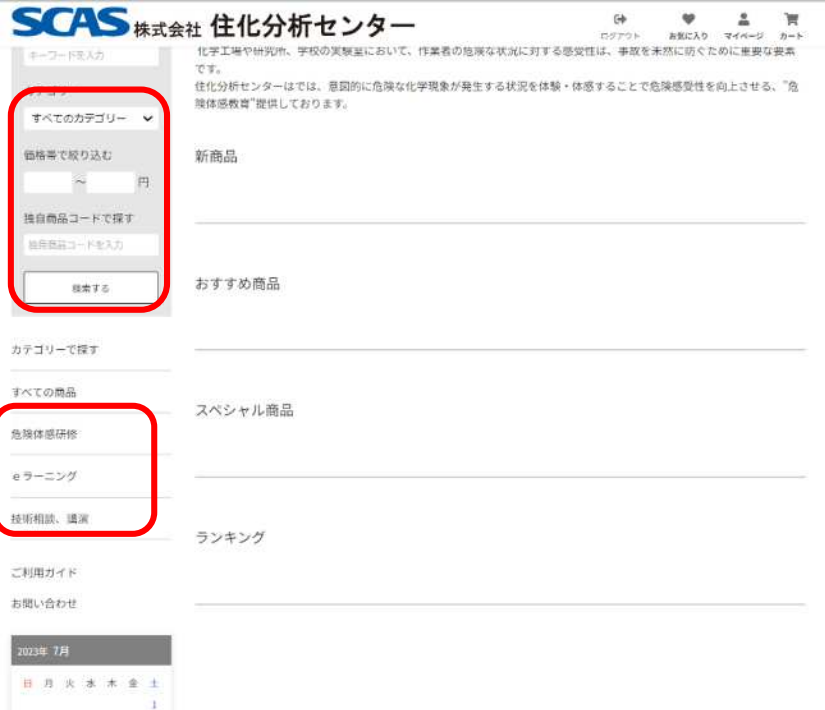 SCAS 株式会社 住化分析センター
ログアウト お気に入り マイページ カート
キーワードを入力
化学工場や研究所、学校の実験室において、作業者の危険な状況に対する感受性は、事故を未然に防ぐために重要な要素
です。
住化分析センターはでは、意図的に危険な化学現象が発生する状況を体験・体感することで危険感受性を向上させる、"危
険体感教育"提供しております。
カテゴリー
すべてのカテゴリー
価格帯で絞り込む
～ 円
独自商品コードで探す
独自商品コードを入力
検索する
カテゴリーで探す
すべての商品
危険体感研修
eラーニング
技術相談、講演
ご利用ガイド
お問い合わせ
2023年 7月
日 月 火 水 木 金 土
1
新商品
おすすめ商品
スペシャル商品
ランキング